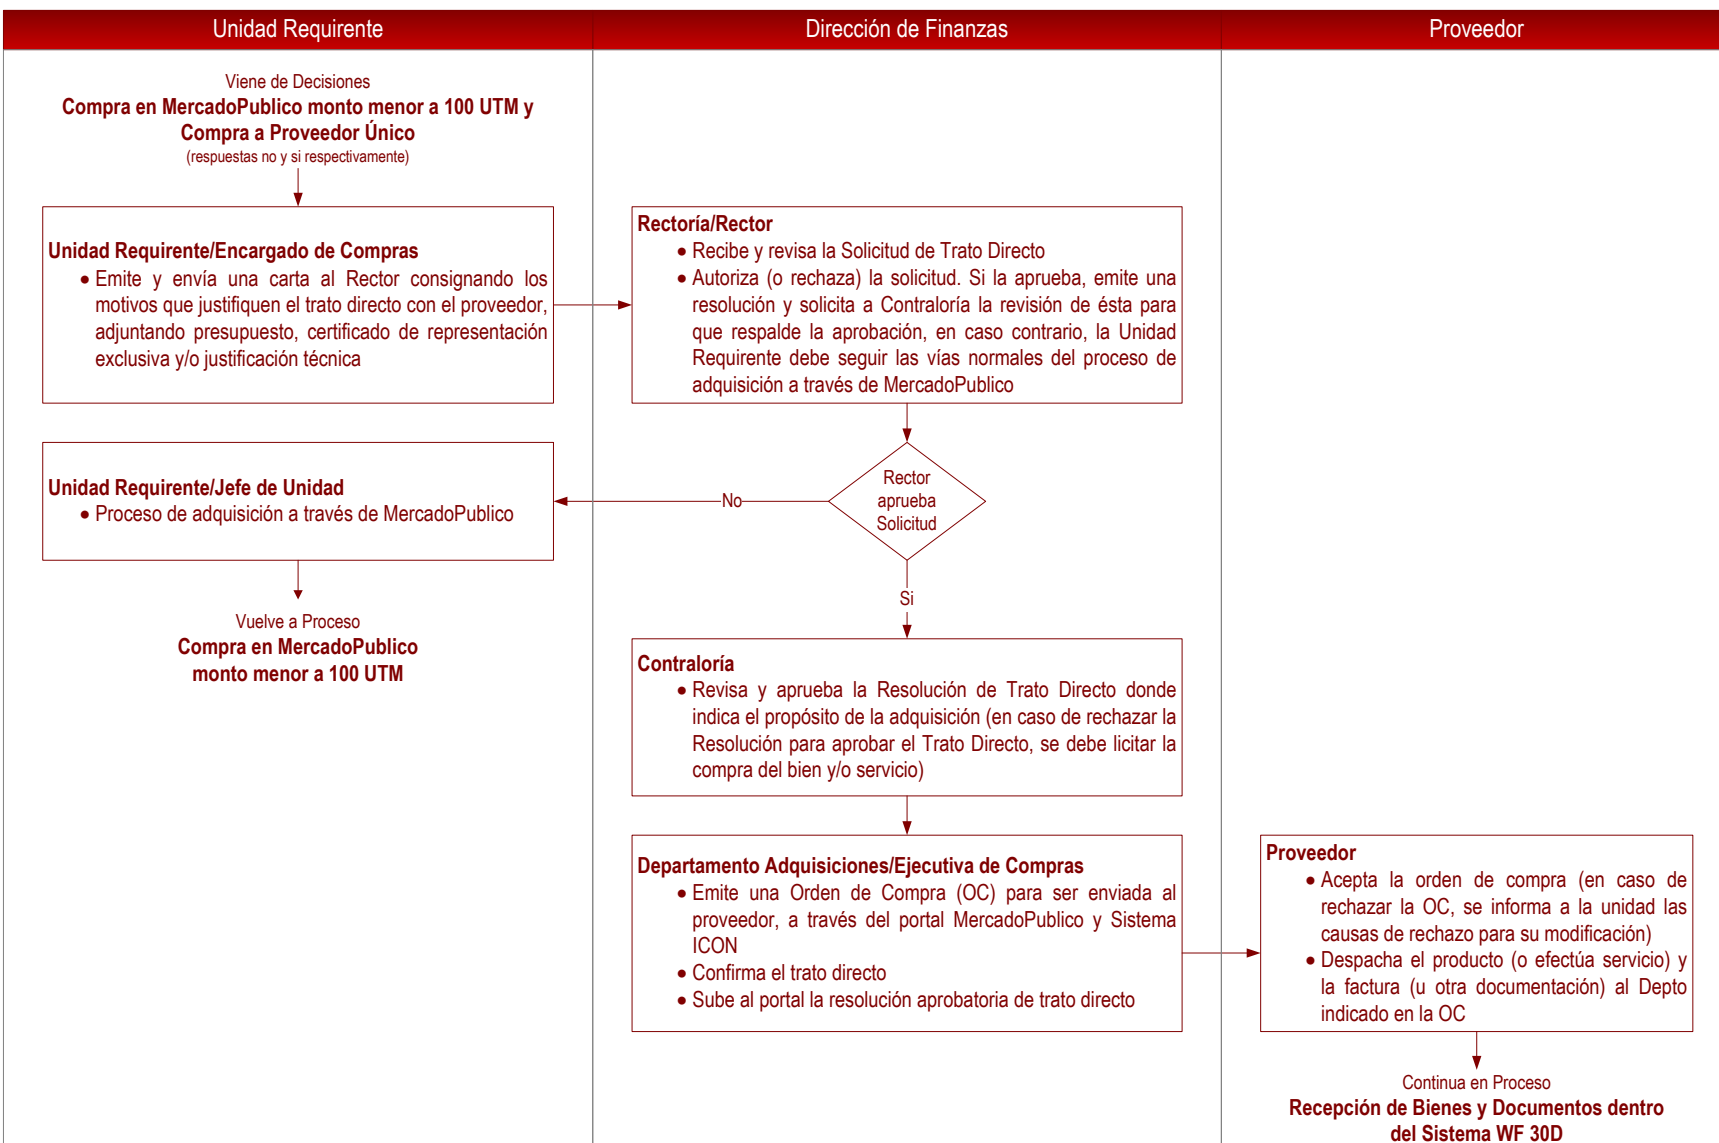 Unidad Requirente
Dirección de Finanzas
Proveedor
Viene de Decisiones
Compra en MercadoPublico monto menor a 100 UTM y
Compra a Proveedor Único
(respuestas no y si respectivamente)
Unidad Requirente/Encargado de Compras
● Emite y envía una carta al Rector consignando los
motivos que justifiquen el trato directo con el proveedor,
adjuntando presupuesto, certificado de representación
exclusiva y/o justificación técnica
Rectoría/Rector
● Recibe y revisa la Solicitud de Trato Directo
● Autoriza (o rechaza) la solicitud. Si la aprueba, emite una
resolución y solicita a Contraloría la revisión de ésta para
que respalde la aprobación, en caso contrario, la Unidad
Requirente debe seguir las vías normales del proceso de
adquisición a través de MercadoPublico
Unidad Requirente/Jefe de Unidad
● Proceso de adquisición a través de MercadoPublico
No
Rector
aprueba
Solicitud
Si
Vuelve a Proceso
Compra en MercadoPublico
monto menor a 100 UTM
Contraloría
● Revisa y aprueba la Resolución de Trato Directo donde
indica el propósito de la adquisición (en caso de rechazar la
Resolución para aprobar el Trato Directo, se debe licitar la
compra del bien y/o servicio)
Departamento Adquisiciones/Ejecutiva de Compras
● Emite una Orden de Compra (OC) para ser enviada al
proveedor, a través del portal MercadoPublico y Sistema
ICON
● Confirma el trato directo
● Sube al portal la resolución aprobatoria de trato directo
Proveedor
● Acepta la orden de compra (en caso de
rechazar la OC, se informa a la unidad las
causas de rechazo para su modificación)
● Despacha el producto (o efectúa servicio) y
la factura (u otra documentación) al Depto
indicado en la OC
Continua en Proceso
Recepción de Bienes y Documentos dentro
del Sistema WF 30D